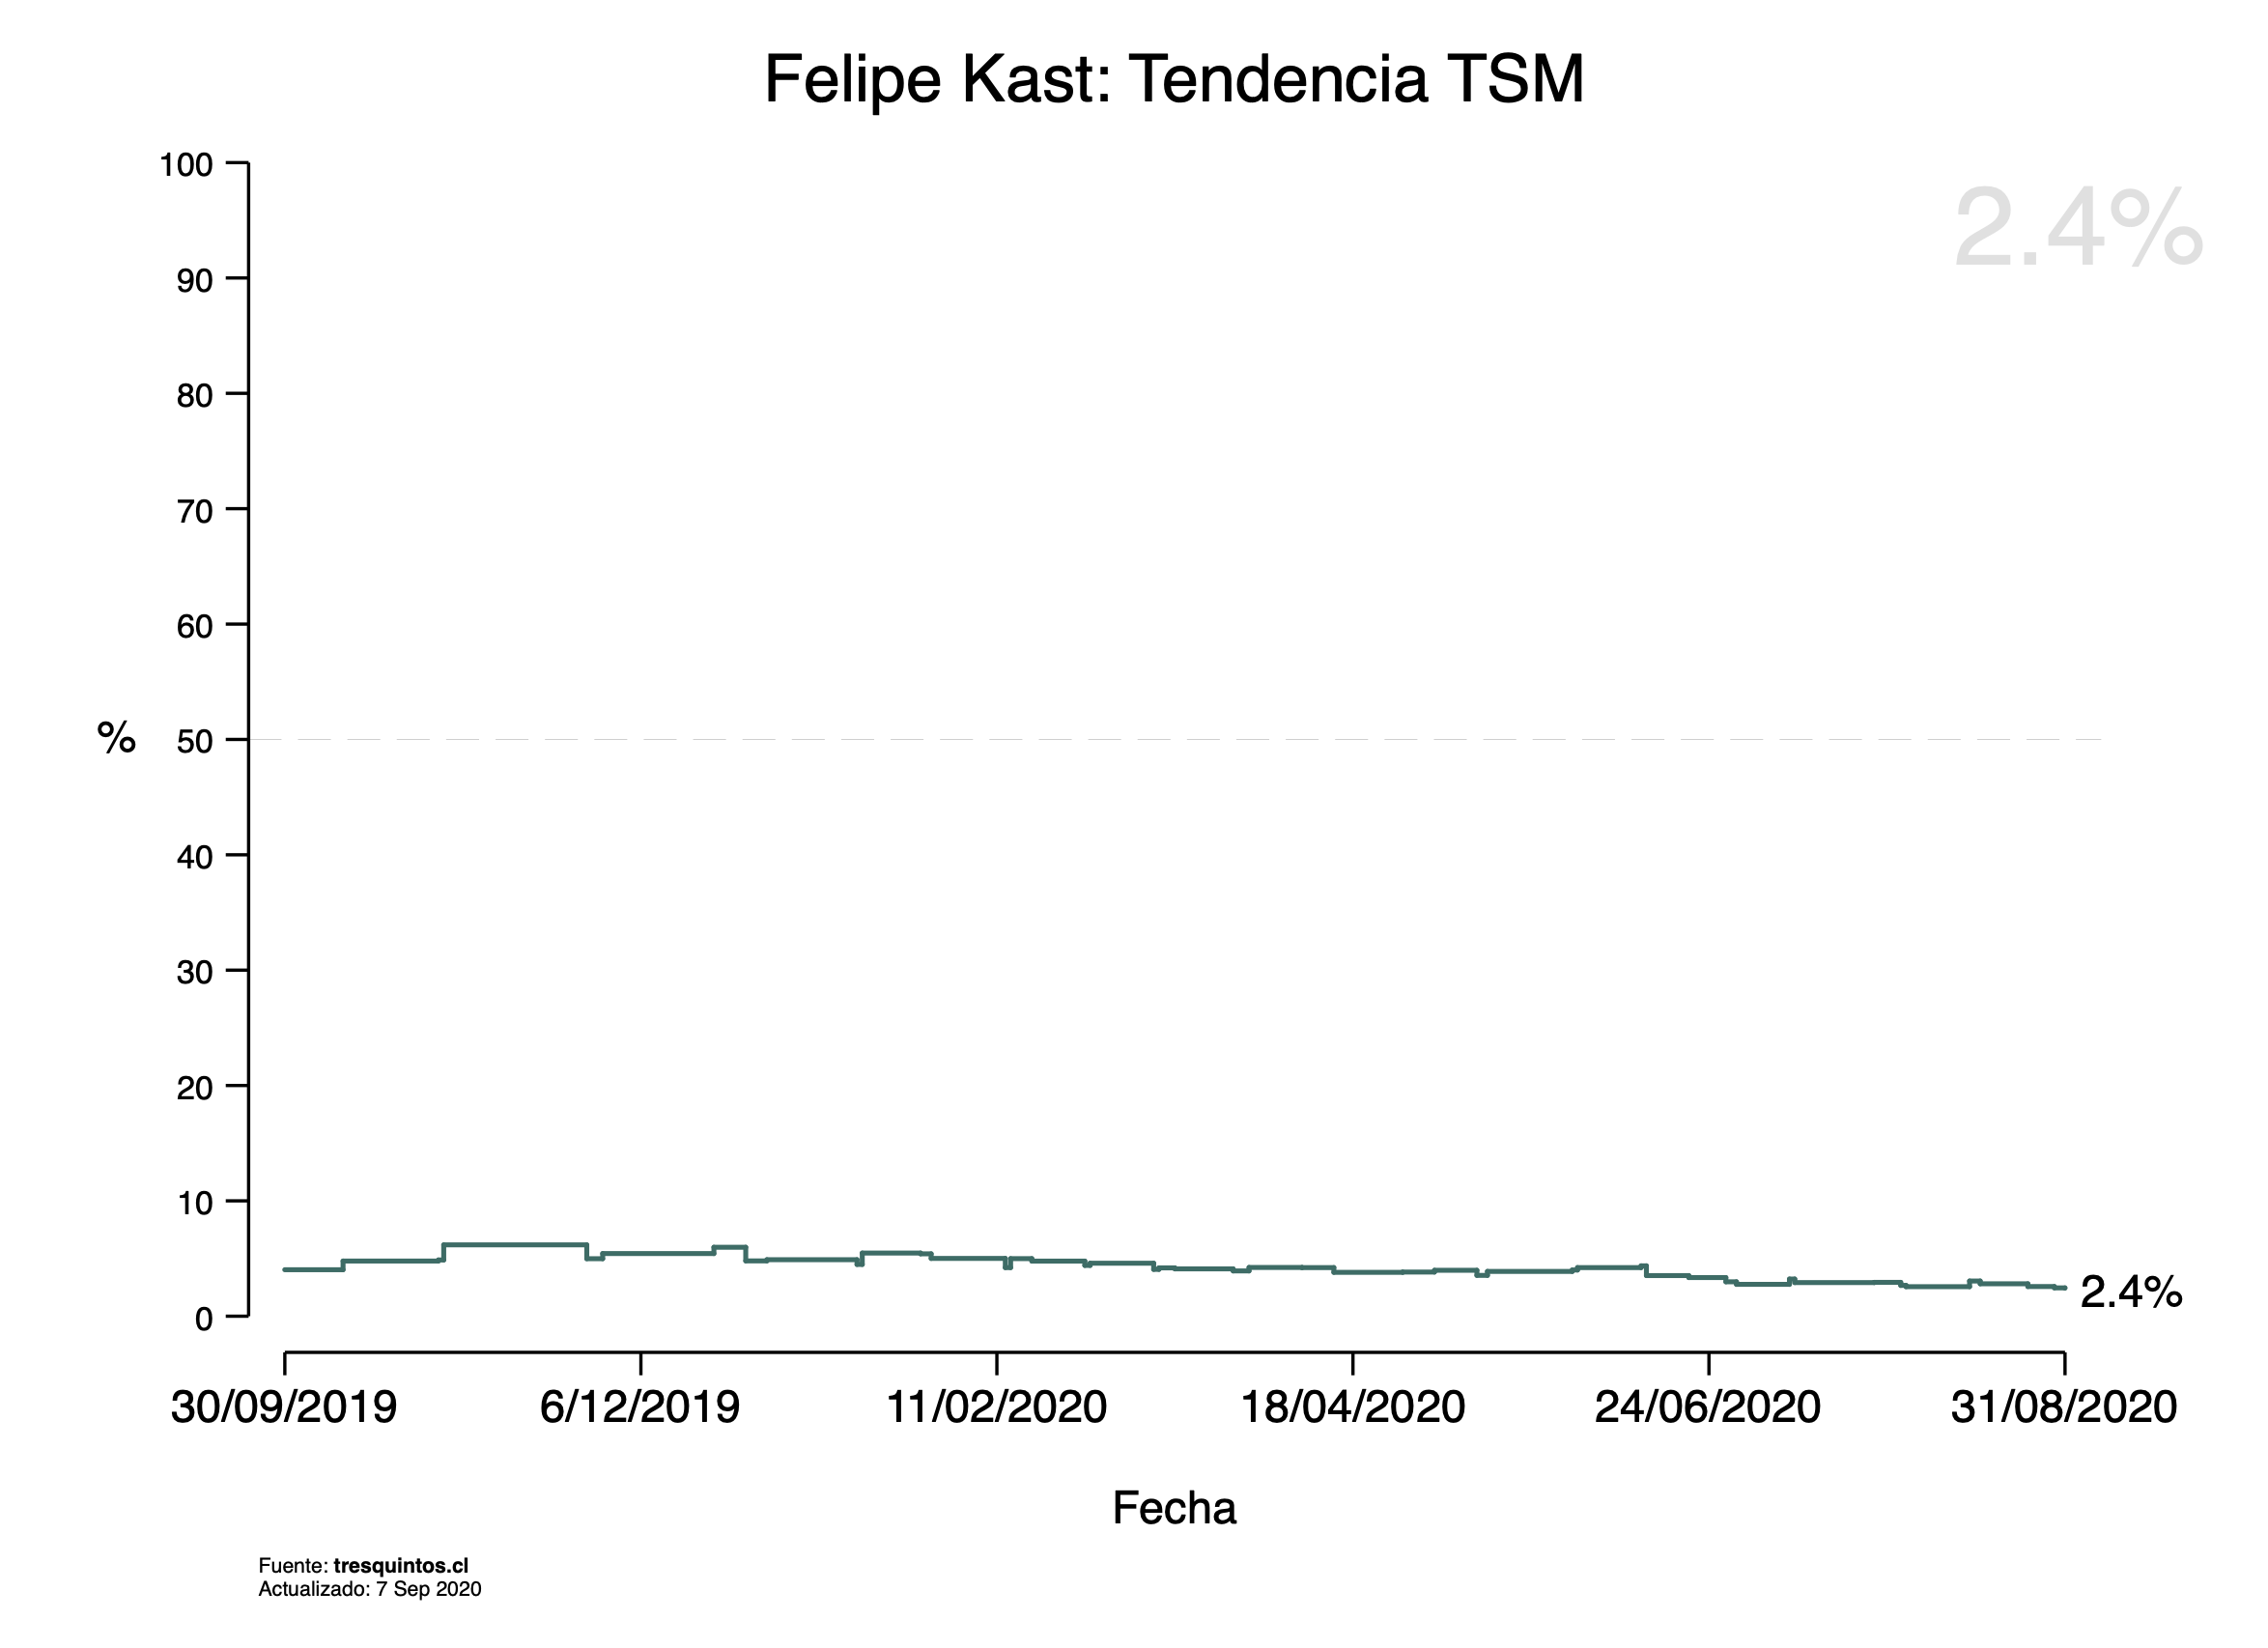 Felipe Kast: Tendencia TSM
2.4%
100
90
80
70
60
50
40
30
20
10
0
%
2.4%
30/09/2019 6/12/2019 11/02/2020 18/04/2020 24/06/2020 31/08/2020
Fecha
Fuente: tresquintos.cl
Actualizado: 7 Sep 2020